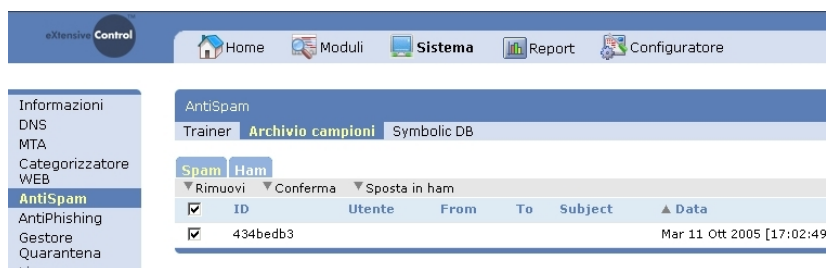 eXtensive Control
Home Moduli Sistema Report Configuratore
Informazioni
DNS
MTA
Categorizzatore
WEB
AntiSpam
AntiPhishing
Gestore
Quarantena
AntiSpam
Trainer Archivio campioni Symbolic DB
Spam Ham
Rimuovi Conferma Sposta in ham
ID Utente From To Subject Data
434bedb3 Mar 11 Ott 2005 [17:02:49